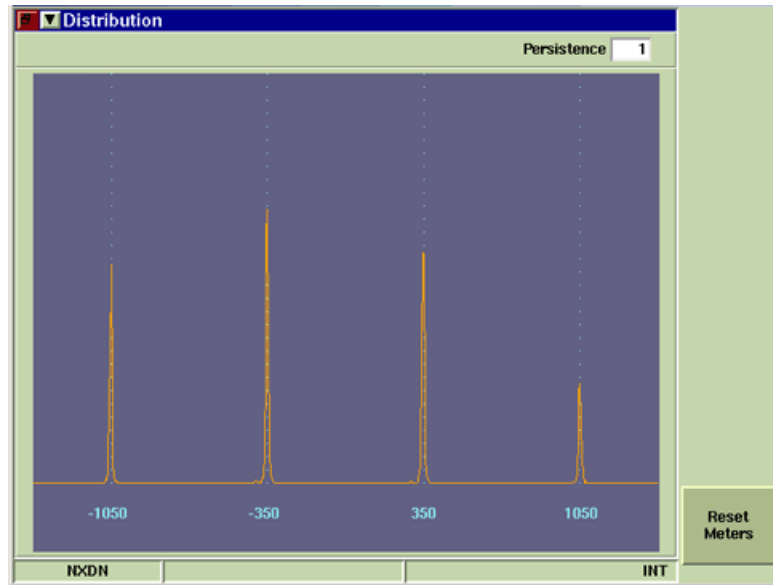 Distribution
Persistence 1
-1050 -350 350 1050
Reset
Meters
NXDN INT